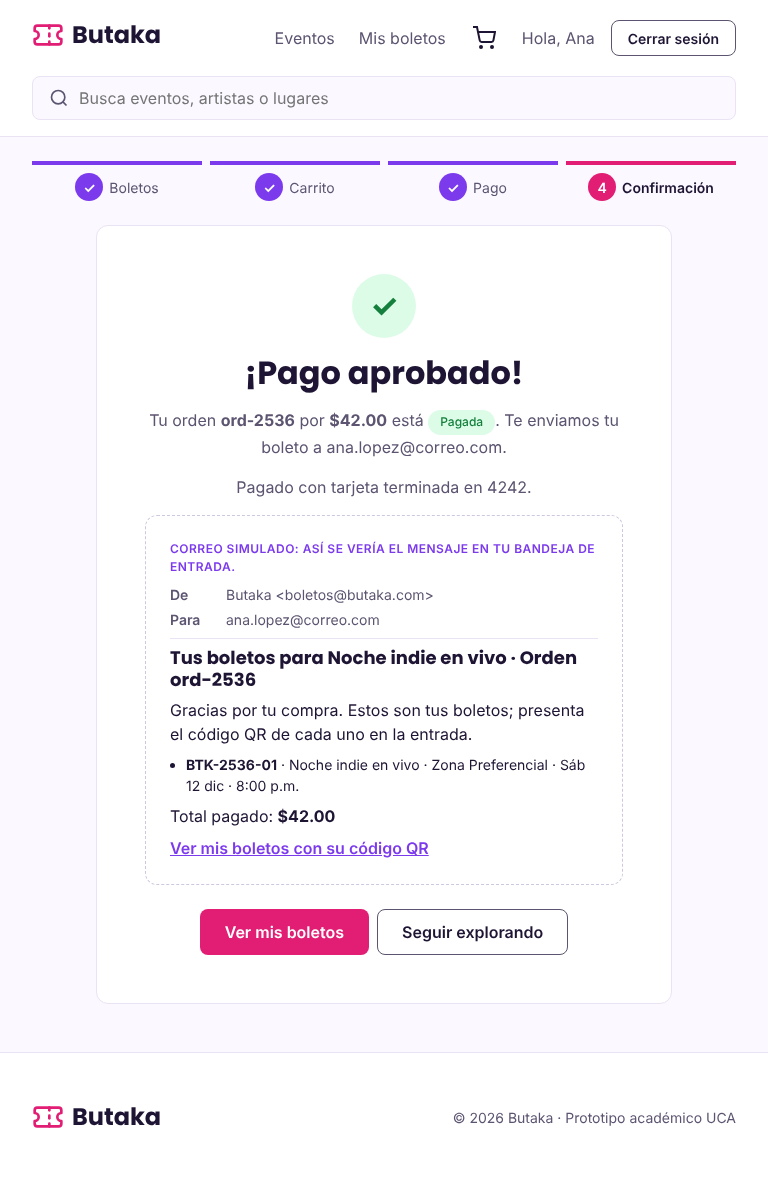 Butaka
Eventos
Mis boletos
Hola, Ana
Cerrar sesión
Busca eventos, artistas o lugares
Boletos
Carrito
Pago
4 Confirmación
¡Pago aprobado!
Tu orden ord-2536 por $42.00 está Pagada. Te enviamos tu
boleto a ana.lopez@correo.com.
Pagado con tarjeta terminada en 4242.
CORREO SIMULADO: ASÍ SE VERÍA EL MENSAJE EN TU BANDEJA DE
ENTRADA.
De Butaka <boletos@butaka.com>
Para ana.lopez@correo.com
Tus boletos para Noche indie en vivo · Orden
ord-2536
Gracias por tu compra. Estos son tus boletos; presenta
el código QR de cada uno en la entrada.
• BTK-2536-01 · Noche indie en vivo · Zona Preferencial · Sáb
12 dic · 8:00 p.m.
Total pagado: $42.00
Ver mis boletos con su código QR
Ver mis boletos
Seguir explorando
Butaka
© 2026 Butaka · Prototipo académico UCA